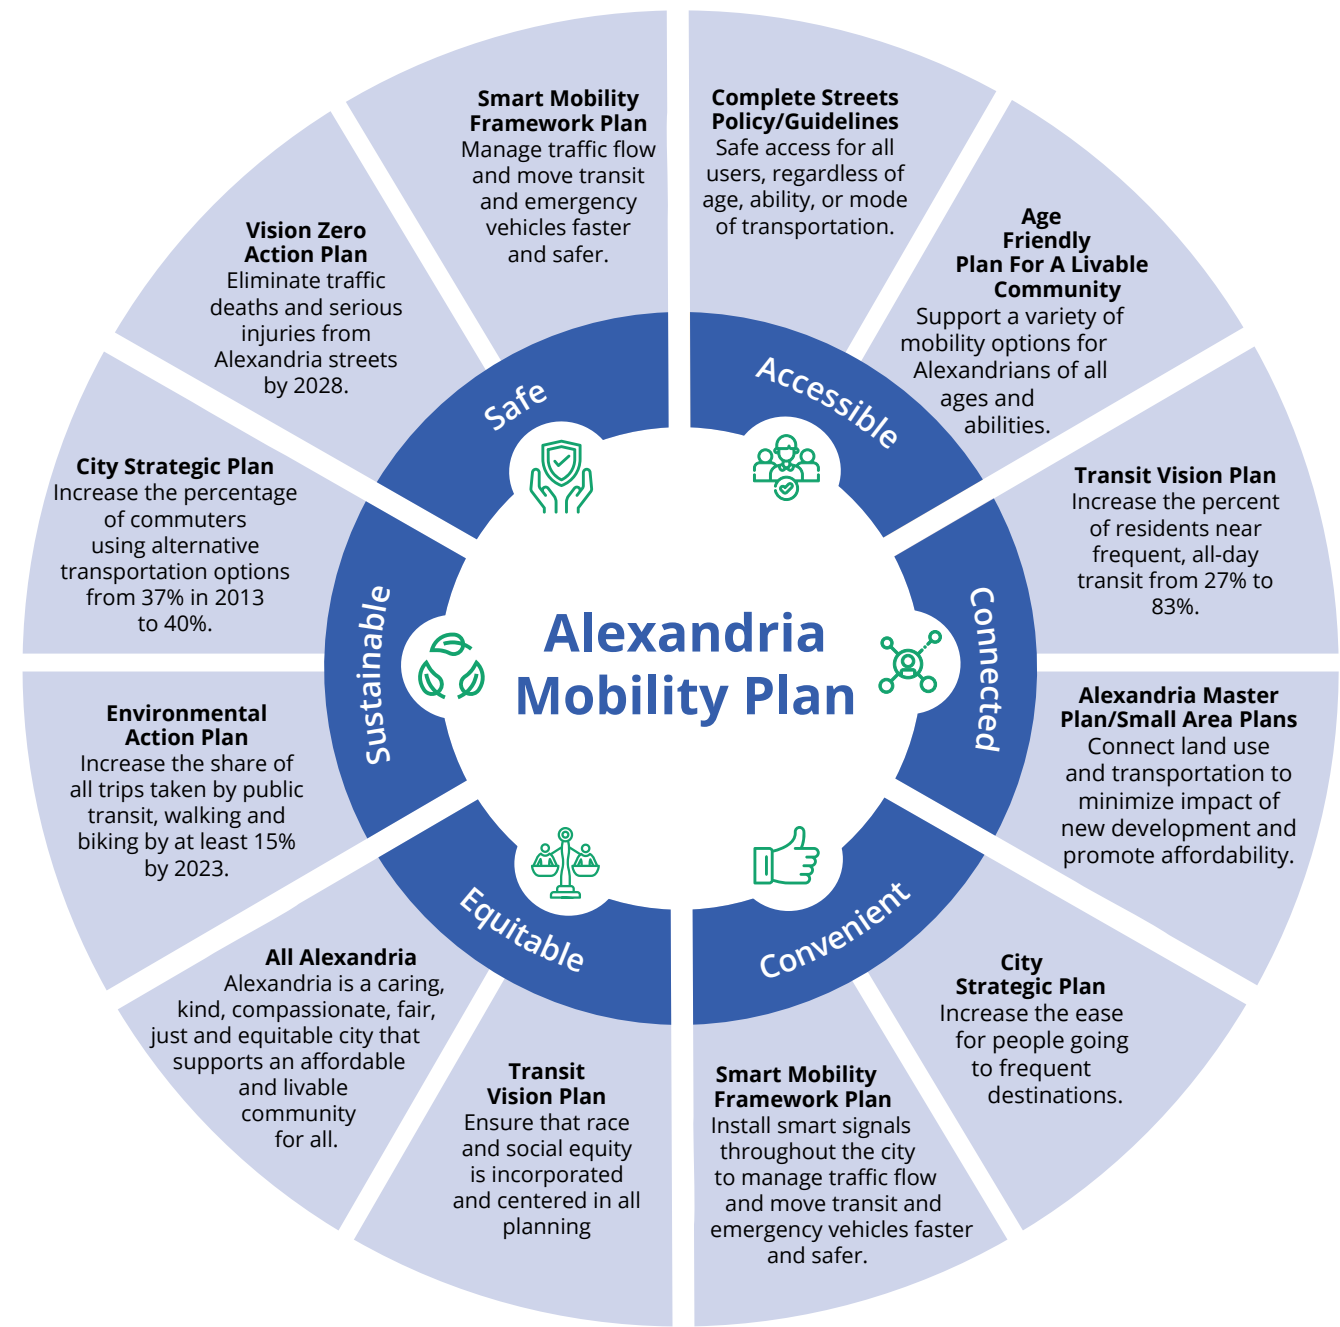 Alexandria
Mobility Plan
Accessible
Complete Streets
Policy/Guidelines
Safe access for all
users, regardless of
age, ability, or mode
of transportation.
Age
Friendly
Plan For A Livable
Community
Support a variety of
mobility options for
Alexandrians of all
ages and
abilities.
Connected
Transit Vision Plan
Increase the percent
of residents near
frequent, all-day
transit from 27% to
83%.
Alexandria Master
Plan/Small Area Plans
Connect land use
and transportation to
minimize impact of
new development and
promote affordability.
Convenient
City
Strategic Plan
Increase the ease
for people going
to frequent
destinations.
Smart Mobility
Framework Plan
Install smart signals
throughout the city
to manage traffic flow
and move transit and
emergency vehicles faster
and safer.
Equitable
Transit
Vision Plan
Ensure that race
and social equity
is incorporated
and centered in all
planning
All Alexandria
Alexandria is a caring,
kind, compassionate, fair,
just and equitable city that
supports an affordable
and livable
community
for all.
Sustainable
Environmental
Action Plan
Increase the share of
all trips taken by public
transit, walking and
biking by at least 15%
by 2023.
City Strategic Plan
Increase the percentage
of commuters
using alternative
transportation options
from 37% in 2013
to 40%.
Safe
Vision Zero
Action Plan
Eliminate traffic
deaths and serious
injuries from
Alexandria streets
by 2028.
Smart Mobility
Framework Plan
Manage traffic flow
and move transit
and emergency
vehicles faster
and safer.